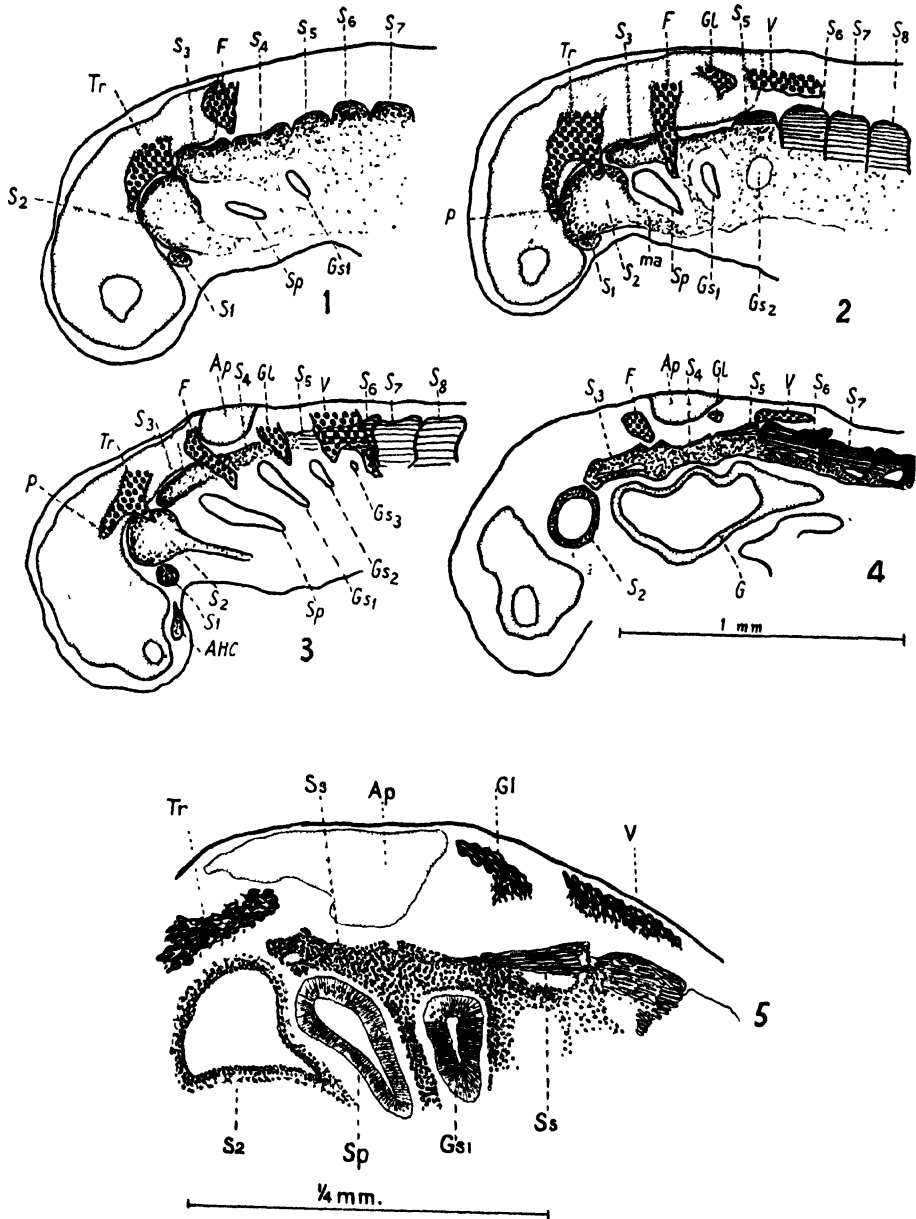 Tr S3 F S4 S5 S6 S7
S2
Gs1
Sp
S1
1
Tr S3 F Gl S5 V S6 S7 S8
P
S1 S2 ma Sp Gs1 Gs2
2
P Tr S3 F Ap S4 Gl S5 V S6 S7 S8
Gs3
Gs2
Gs1
Sp
S2
S1
AHC
3
S3 F Ap S4 Gl S5 V S6 S7
S2
G
4
1 mm
Tr S3 Ap Gl V
5
S2 Sp Gs1 S5
¼ mm.